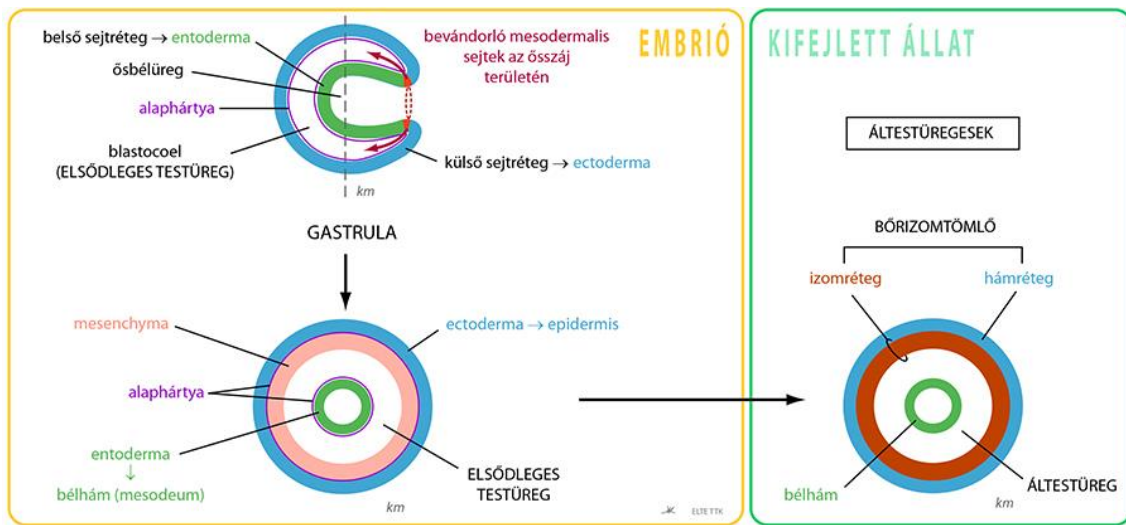 EMBRIÓ
belső sejtréteg → entoderma
ősbélüreg
alaphártya
blastocoel
(ELSŐDLEGES TESTÜREG)
bevándorló mesodermalis
sejtek az ősszáj
területén
külső sejtréteg → ectoderma
km
GASTRULA
mesenchyma
ectoderma → epidermis
alaphártya
entoderma
↓
bélhám (mesodeum)
ELSŐDLEGES
TESTÜREG
km
ELTE TTK
KIFEJLETT ÁLLAT
ÁLTESTÜREGESEK
BŐRIZOMTÖMLŐ
izomréteg
hámréteg
bélhám
ÁLTESTÜREG
km